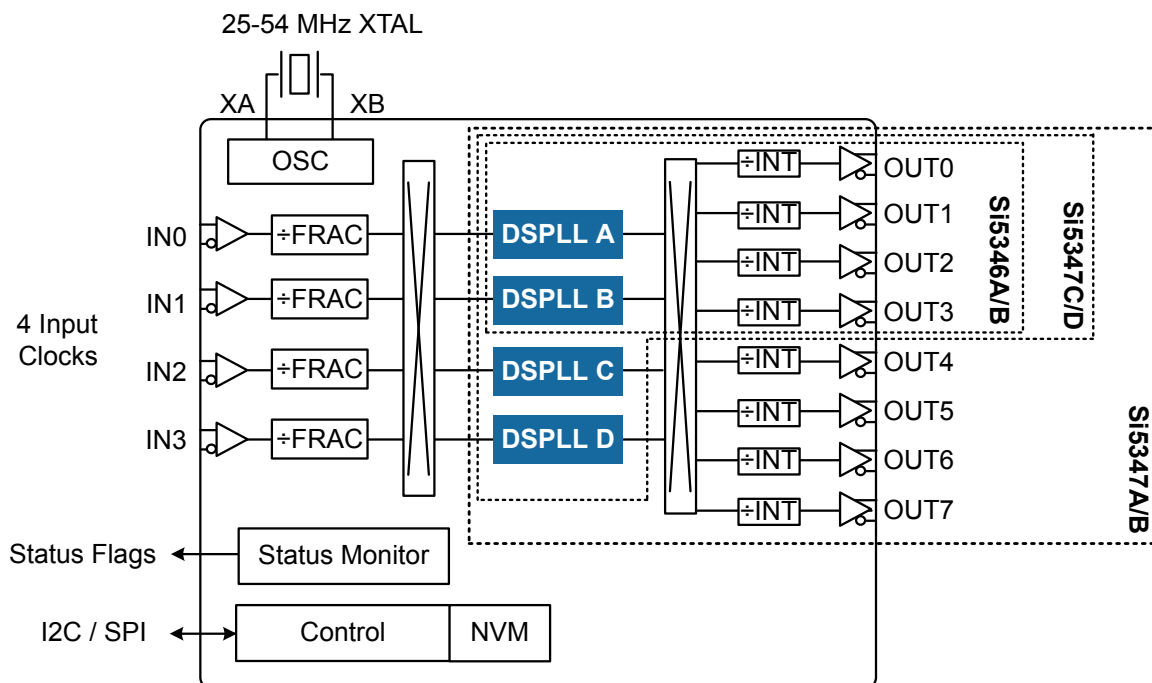 25-54 MHz XTAL
XA
XB
OSC
IN0
÷FRAC
IN1
÷FRAC
4 Input
Clocks
IN2
÷FRAC
IN3
÷FRAC
DSPLL A
DSPLL B
DSPLL C
DSPLL D
÷INT
OUT0
÷INT
OUT1
÷INT
OUT2
÷INT
OUT3
÷INT
OUT4
÷INT
OUT5
÷INT
OUT6
÷INT
OUT7
Si5346A/B
Si5347C/D
Si5347A/B
Status Flags
Status Monitor
I2C / SPI
Control
NVM